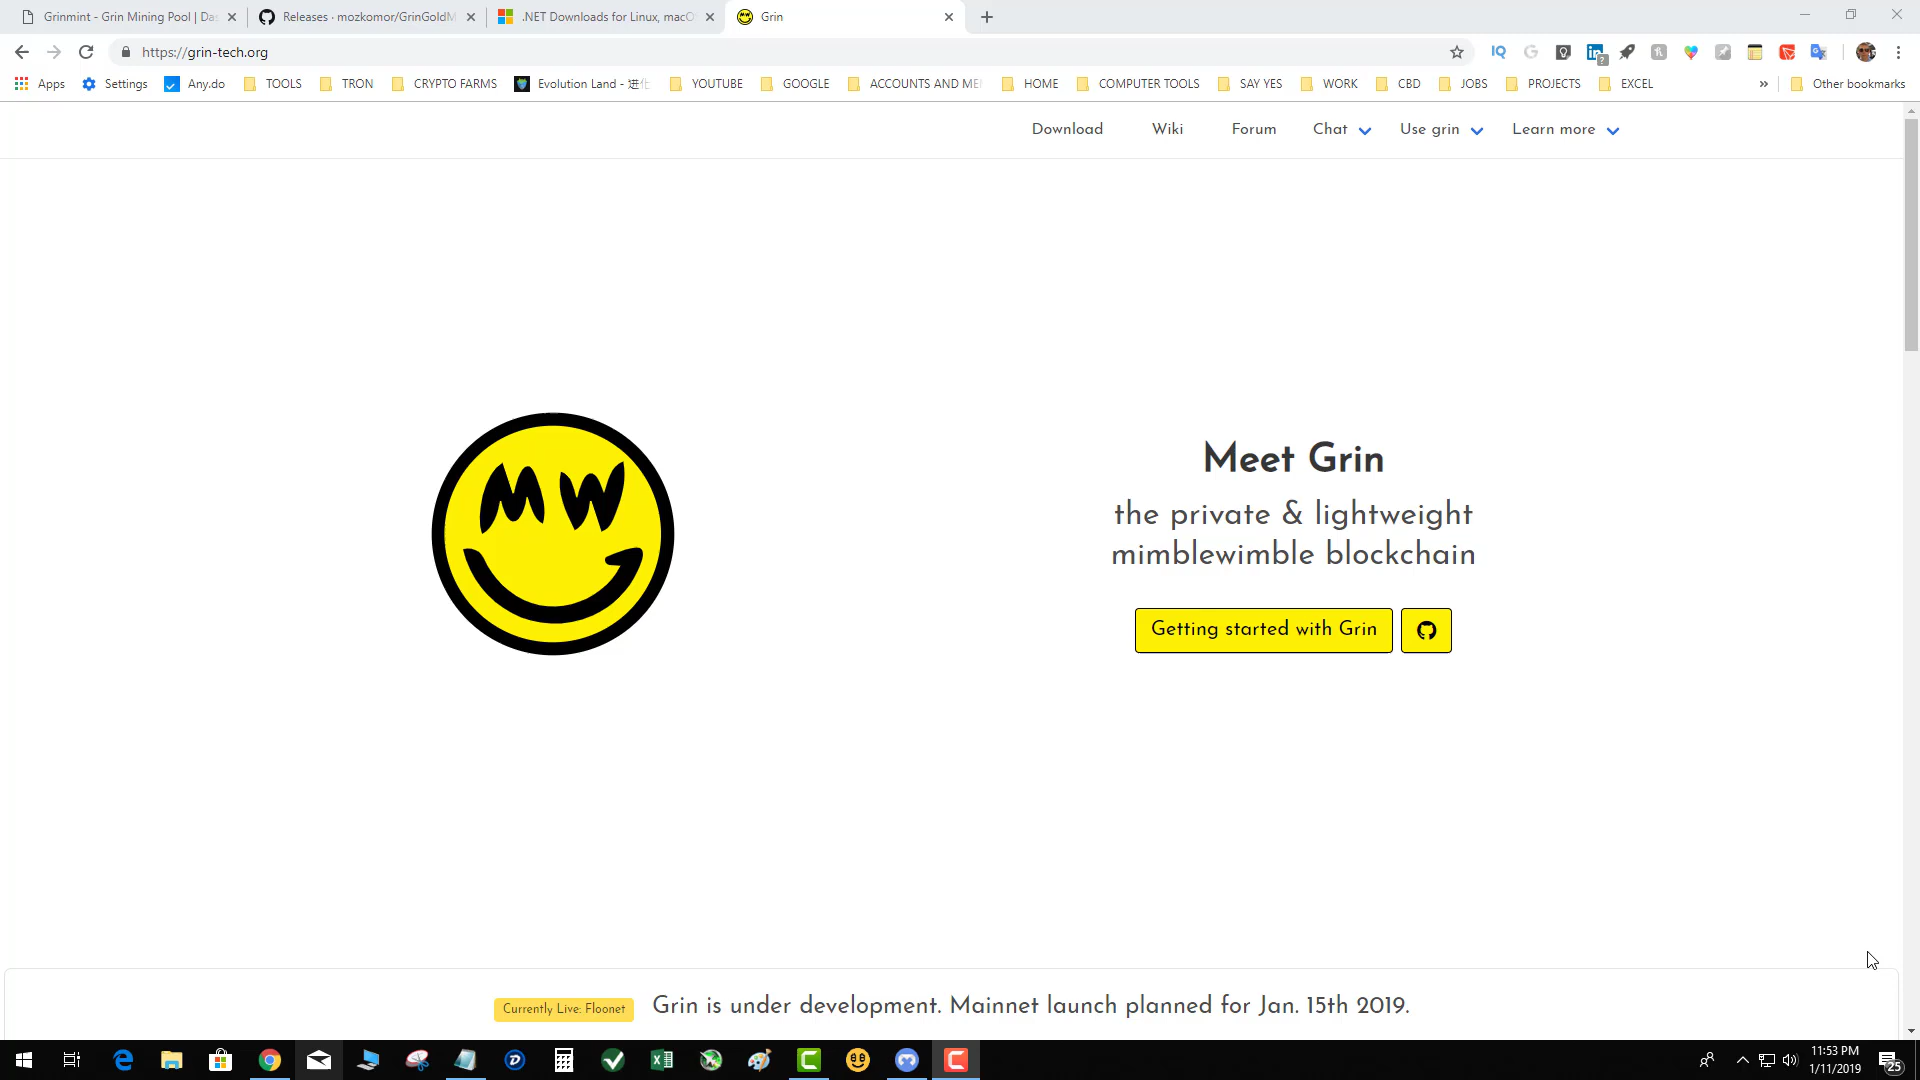 Grinmint - Grin Mining Pool | Da
Releases · mozkomor/GrinGoldM
.NET Downloads for Linux, macO
Grin
https://grin-tech.org
IQ
Apps
Settings
Any.do
TOOLS
TRON
CRYPTO FARMS
Evolution Land - 进化
YOUTUBE
GOOGLE
ACCOUNTS AND ME
HOME
COMPUTER TOOLS
SAY YES
WORK
CBD
JOBS
PROJECTS
EXCEL
»
Other bookmarks
Download
Wiki
Forum
Chat
Use grin
Learn more
MW
Meet Grin
the private & lightweight
mimblewimble blockchain
Getting started with Grin
Currently Live: Floonet
Grin is under development. Mainnet launch planned for Jan. 15th 2019.
11:53 PM
1/11/2019
25